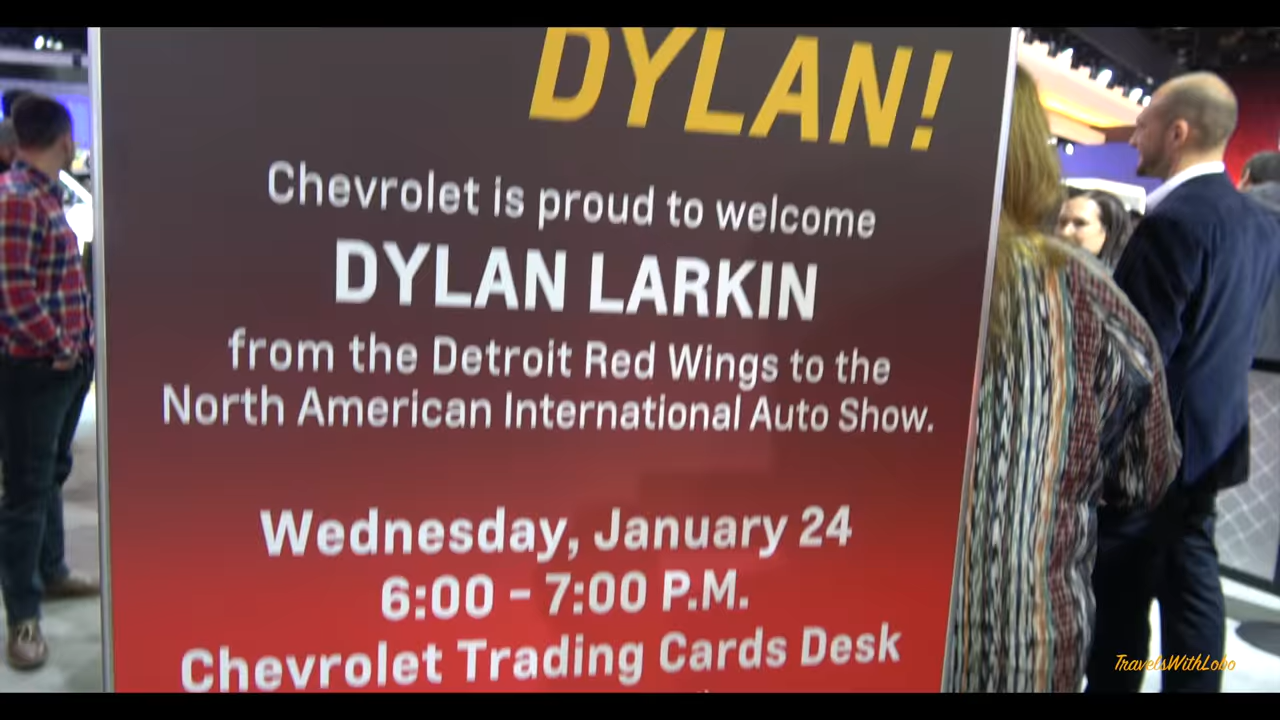 DYLAN!
Chevrolet is proud to welcome
DYLAN LARKIN
from the Detroit Red Wings to the
North American International Auto Show.
Wednesday, January 24
6:00 – 7:00 P.M.
Chevrolet Trading Cards Desk
TravelsWithLobo